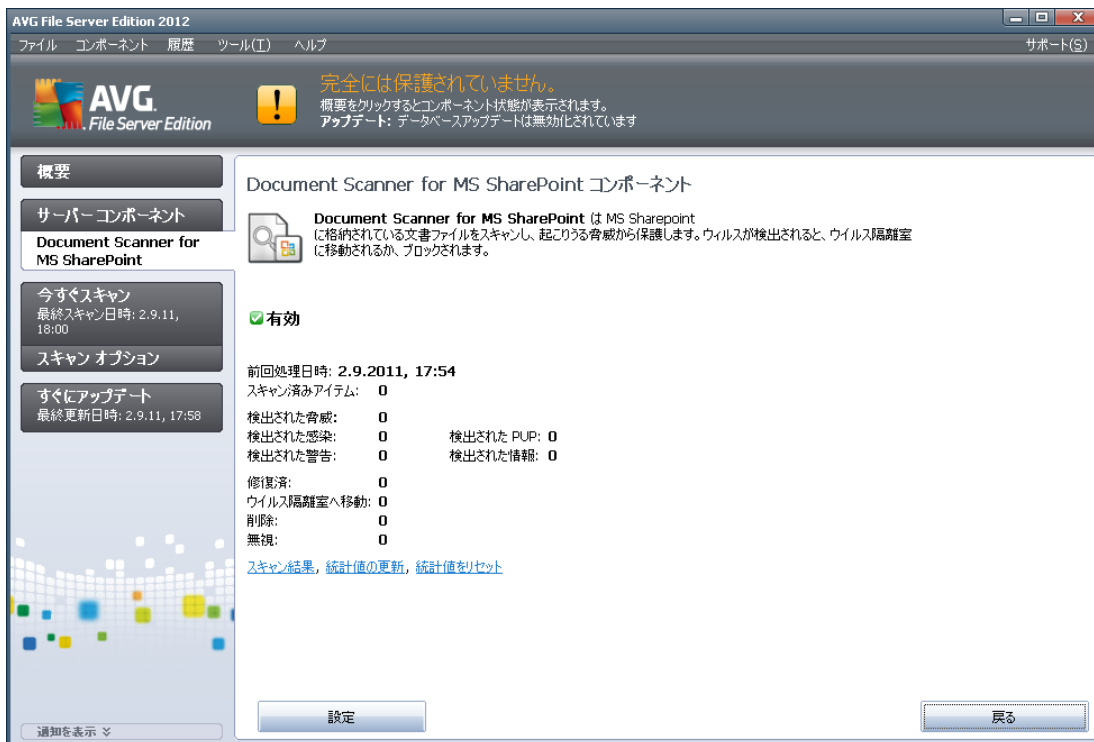 AVG File Server Edition 2012
ファイル コンポーネント 履歴 ツール(T) ヘルプ サポート(S)
AVG.
File Server Edition
完全には保護されていません。
概要をクリックするとコンポーネント状態が表示されます。
アップデート: データベースアップデートは無効化されています
概要
サーバーコンポーネント
Document Scanner for
MS SharePoint
今すぐスキャン
最終スキャン日時: 2.9.11,
18:00
スキャン オプション
すぐにアップデート
最終更新日時: 2.9.11, 17:58
通知を表示
Document Scanner for MS SharePoint コンポーネント
Document Scanner for MS SharePoint は MS Sharepoint
に格納されている文書ファイルをスキャンし、起こりうる脅威から保護します。ウィルスが検出されると、ウイルス隔離室
に移動されるか、ブロックされます。
有効
前回処理日時: 2.9.2011, 17:54
スキャン済みアイテム: 0
検出された脅威: 0
検出された感染: 0 検出された PUP: 0
検出された警告: 0 検出された情報: 0
修復済: 0
ウイルス隔離室へ移動: 0
削除: 0
無視: 0
スキャン結果, 統計値の更新, 統計値をリセット
設定
戻る